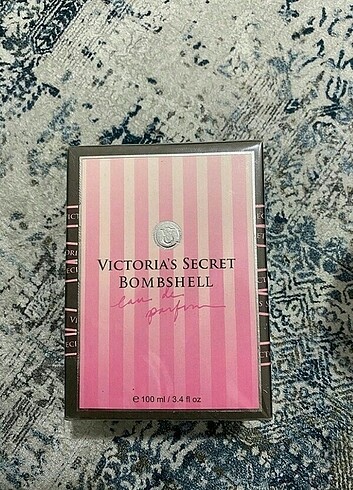 VICTORIA'S SECRET
BOMBSHELL
eau de
parfum
℮ 100 ml / 3.4 fl oz